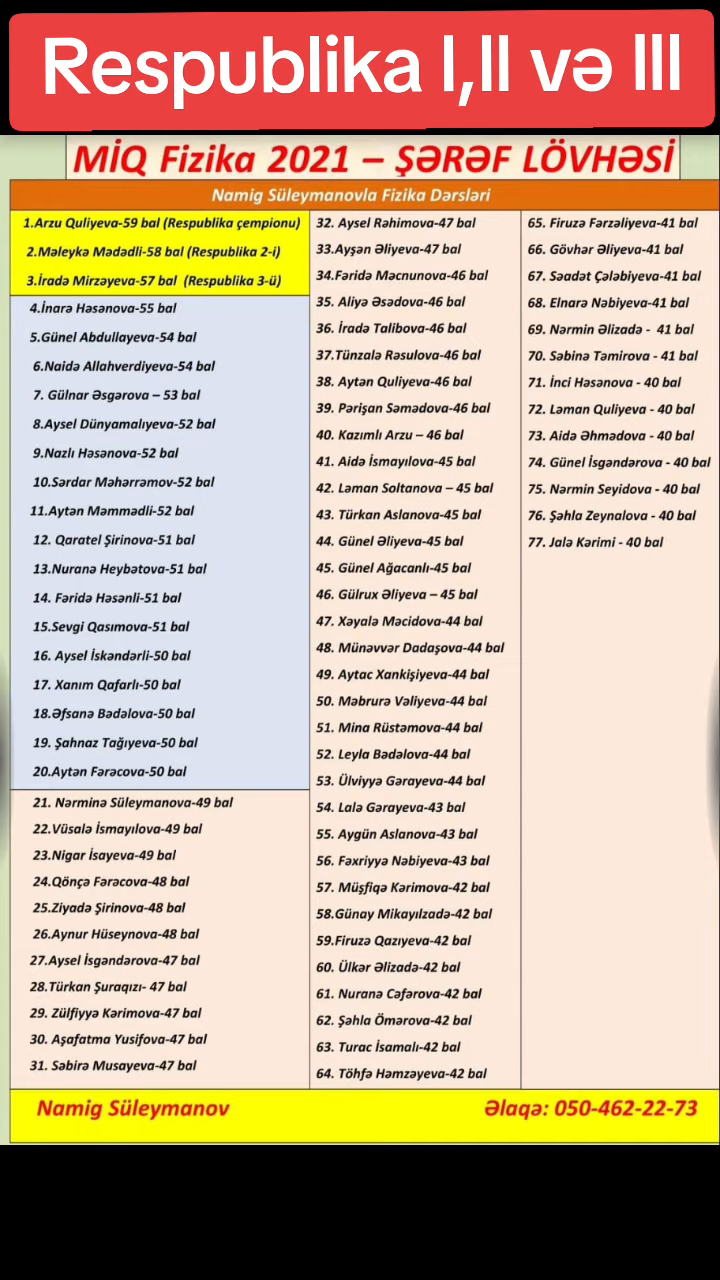 Respublika I,II və III
MİQ Fizika 2021 – ŞƏRƏF LÖVHƏSİ
Namig Süleymanovla Fizika Dərsləri
1.Arzu Quliyeva-59 bal (Respublika çempionu)
2.Məleykə Mədədli-58 bal (Respublika 2-i)
3.İradə Mirzəyeva-57 bal (Respublika 3-ü)
4.İnarə Həsənova-55 bal
5.Günel Abdullayeva-54 bal
6.Naidə Allahverdiyeva-54 bal
7. Gülnar Əsgərova – 53 bal
8.Aysel Dünyamalıyeva-52 bal
9.Nazlı Həsənova-52 bal
10.Sərdar Məhərrəmov-52 bal
11.Aytən Məmmədli-52 bal
12. Qaratel Şirinova-51 bal
13.Nuranə Heybətova-51 bal
14. Fəridə Həsənli-51 bal
15.Sevgi Qasımova-51 bal
16. Aysel İskəndərli-50 bal
17. Xanım Qafarlı-50 bal
18.Əfsanə Bədəlova-50 bal
19. Şahnaz Tağıyeva-50 bal
20.Aytən Fərəcova-50 bal
21. Nərminə Süleymanova-49 bal
22.Vüsalə İsmayılova-49 bal
23.Nigar İsayeva-49 bal
24.Qönçə Fərəcova-48 bal
25.Ziyadə Şirinova-48 bal
26.Aynur Hüseynova-48 bal
27.Aysel İsgəndərova-47 bal
28.Türkan Şuraqızı- 47 bal
29. Zülfiyyə Kərimova-47 bal
30. Aşafatma Yusifova-47 bal
31. Səbirə Musayeva-47 bal
32. Aysel Rəhimova-47 bal
33.Ayşən Əliyeva-47 bal
34.Fəridə Məcnunova-46 bal
35. Aliyə Əsədova-46 bal
36. İradə Talibova-46 bal
37.Tünzalə Rəsulova-46 bal
38. Aytən Quliyeva-46 bal
39. Pərişan Səmədova-46 bal
40. Kazımlı Arzu – 46 bal
41. Aidə İsmayılova-45 bal
42. Ləman Soltanova – 45 bal
43. Türkan Aslanova-45 bal
44. Günel Əliyeva-45 bal
45. Günel Ağacanlı-45 bal
46. Gülrux Əliyeva – 45 bal
47. Xəyalə Məcidova-44 bal
48. Münəvvər Dadaşova-44 bal
49. Aytac Xankişiyeva-44 bal
50. Məbrurə Vəliyeva-44 bal
51. Mina Rüstəmova-44 bal
52. Leyla Bədəlova-44 bal
53. Ülviyyə Gərayeva-44 bal
54. Lalə Gərayeva-43 bal
55. Aygün Aslanova-43 bal
56. Fəxriyyə Nəbiyeva-43 bal
57. Müşfiqə Kərimova-42 bal
58.Günay Mikayılzadə-42 bal
59.Firuzə Qazıyeva-42 bal
60. Ülkər Əlizadə-42 bal
61. Nuranə Cəfərova-42 bal
62. Şəhla Ömərova-42 bal
63. Turac İsamalı-42 bal
64. Töhfə Həmzəyeva-42 bal
65. Firuzə Fərzəliyeva-41 bal
66. Gövhər Əliyeva-41 bal
67. Səadət Çələbiyeva-41 bal
68. Elnarə Nəbiyeva-41 bal
69. Nərmin Əlizadə - 41 bal
70. Səbinə Təmirova - 41 bal
71. İnci Həsənova - 40 bal
72. Ləman Quliyeva - 40 bal
73. Aidə Əhmədova - 40 bal
74. Günel İsgəndərova - 40 bal
75. Nərmin Seyidova - 40 bal
76. Şəhla Zeynalova - 40 bal
77. Jalə Kərimi - 40 bal
Namig Süleymanov
Əlaqə: 050-462-22-73